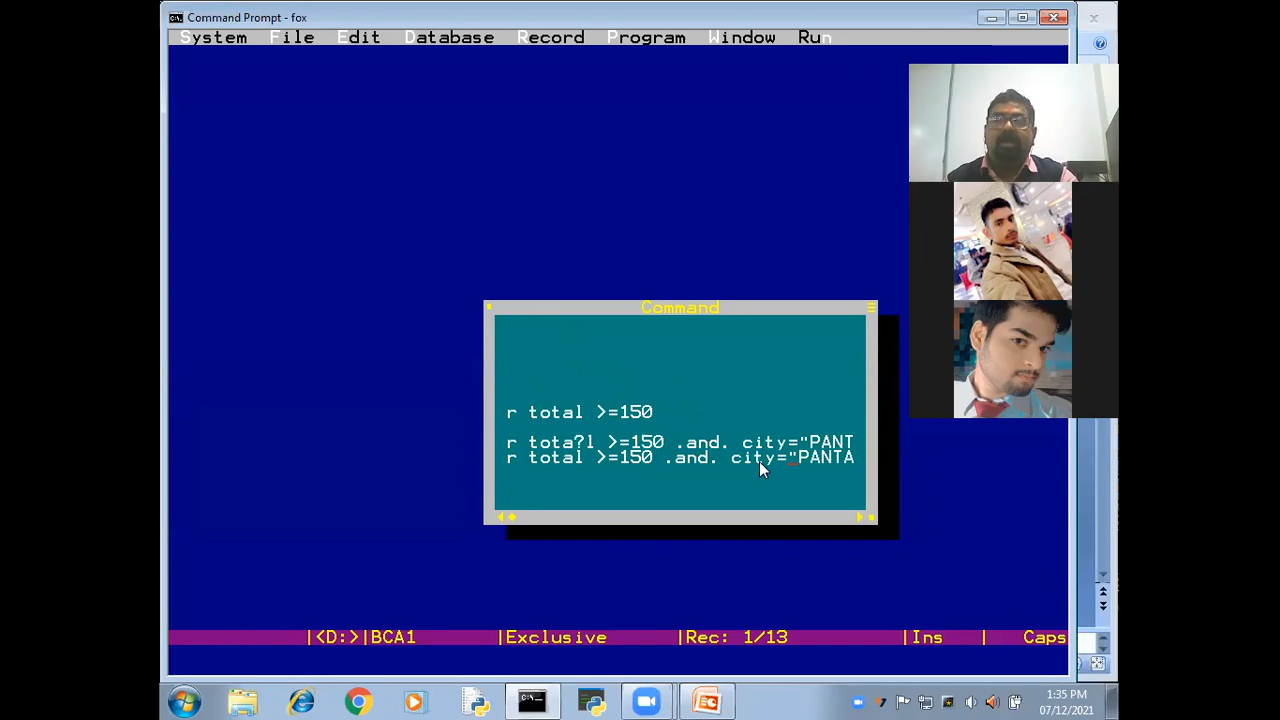 Command Prompt - fox
System File Edit Database Record Program Window Run
Command
r total >=150
r tota?l >=150 .and. city="PANT
r total >=150 .and. city="PANTA
|<D:>|BCA1 |Exclusive |Rec: 1/13 |Ins | Caps
1:35 PM
07/12/2021